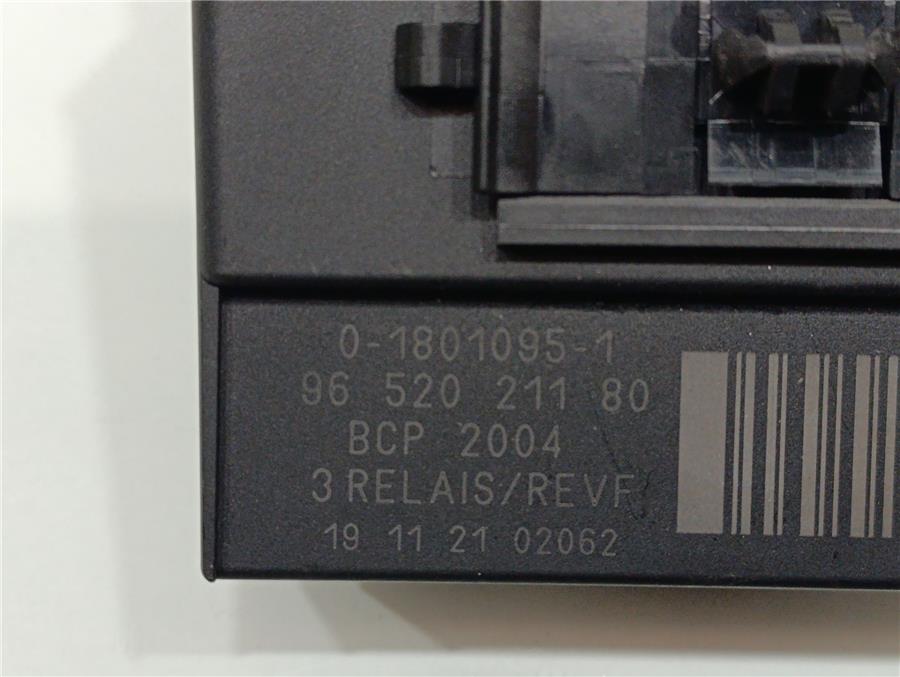 0-1801095-1
96 520 211 80
BCP 2004
3 RELAIS/REVF
19 11 21 02062